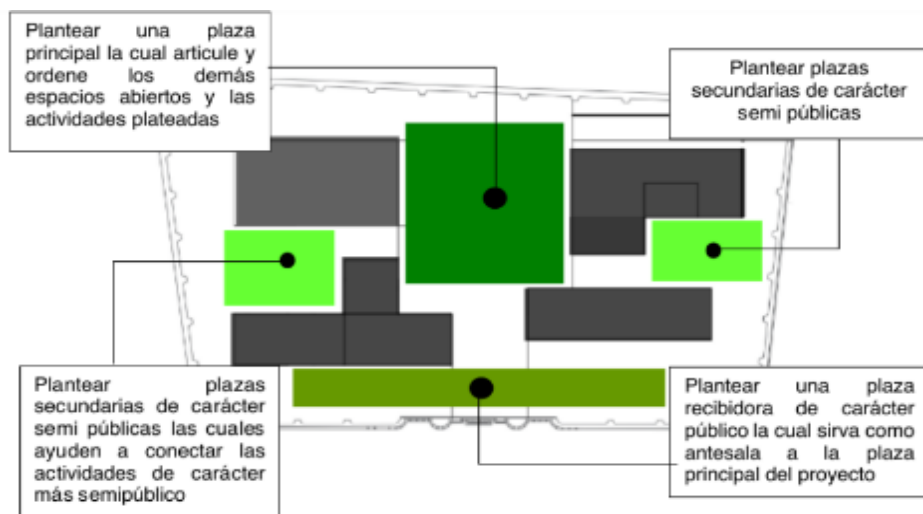 Plantear una plaza
principal la cual articule y
ordene los demás
espacios abiertos y las
actividades plateadas
Plantear plazas
secundarias de carácter
semi públicas
Plantear plazas
secundarias de carácter
semi públicas las cuales
ayuden a conectar las
actividades de carácter
más semipúblico
Plantear una plaza
recibidora de carácter
público la cual sirva como
antesala a la plaza
principal del proyecto